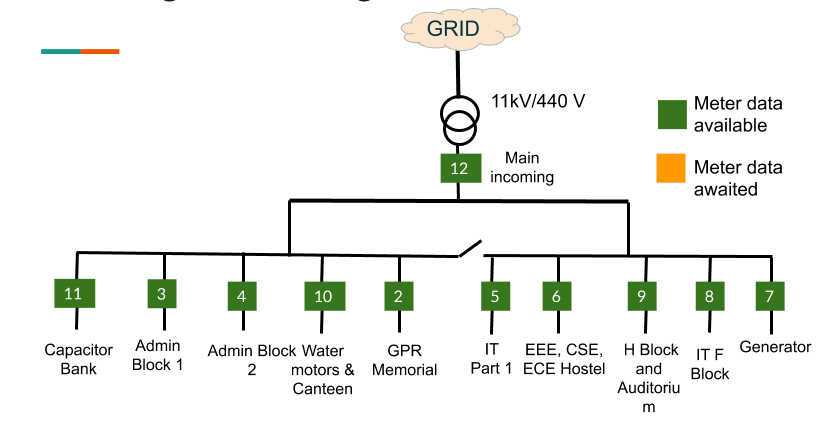 GRID
11kV/440 V
Meter data
available
12
Main
incoming
Meter data
awaited
11
3
4
10
2
5
6
9
8
7
Capacitor
Bank
Admin
Block 1
Admin Block
2
Water
motors &
Canteen
GPR
Memorial
IT
Part 1
EEE, CSE,
ECE Hostel
H Block
and
Auditoriu
m
IT F
Block
Generator